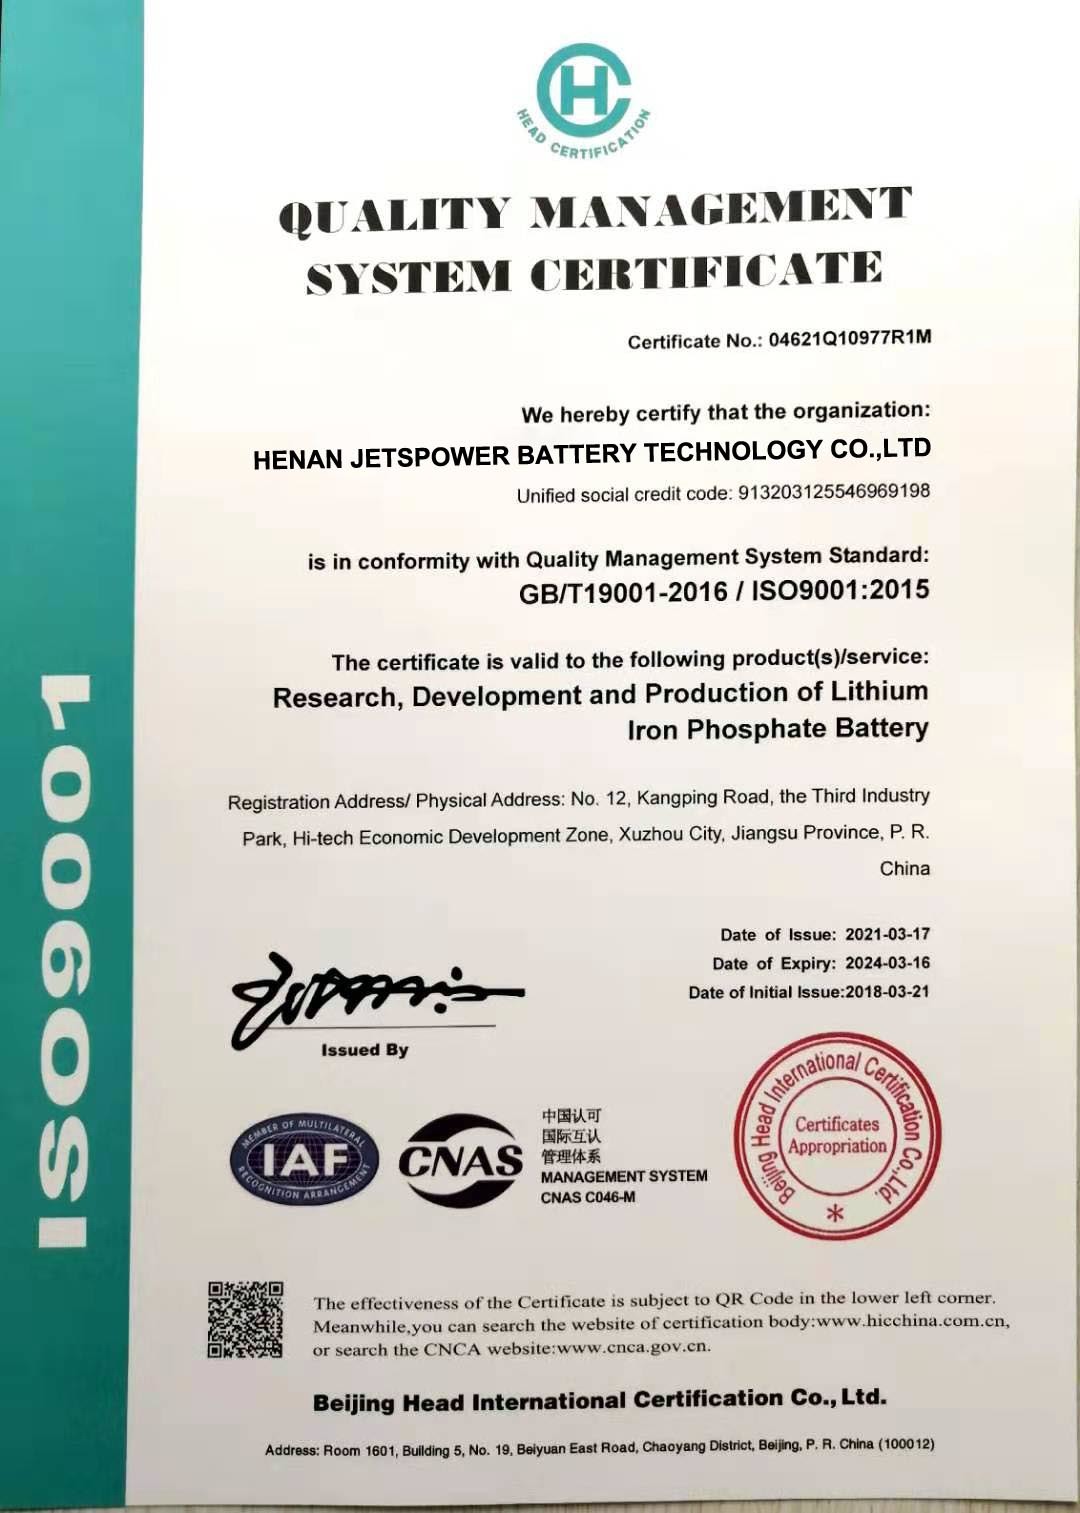 HC
HEAD CERTIFICATION
QUALITY MANAGEMENT
SYSTEM CERTIFICATE
Certificate No.: 04621Q10977R1M
We hereby certify that the organization:
HENAN JETSPOWER BATTERY TECHNOLOGY CO.,LTD
Unified social credit code: 913203125546969198
is in conformity with Quality Management System Standard:
GB/T19001-2016 / ISO9001:2015
The certificate is valid to the following product(s)/service:
Research, Development and Production of Lithium
Iron Phosphate Battery
Registration Address/ Physical Address: No. 12, Kangping Road, the Third Industry
Park, Hi-tech Economic Development Zone, Xuzhou City, Jiangsu Province, P. R.
China
Date of Issue: 2021-03-17
Date of Expiry: 2024-03-16
Date of Initial Issue:2018-03-21
Issued By
ISO9001
MEMBER OF MULTILATERAL
IAF
RECOGNITION ARRANGEMENT
CNAS
中国认可
国际互认
管理体系
MANAGEMENT SYSTEM
CNAS C046-M
Beijing Head International Certification Co.,Ltd.
Certificates
Appropriation
The effectiveness of the Certificate is subject to QR Code in the lower left corner.
Meanwhile,you can search the website of certification body:www.hicchina.com.cn,
or search the CNCA website:www.cnca.gov.cn.
Beijing Head International Certification Co., Ltd.
Address: Room 1601, Building 5, No. 19, Beiyuan East Road, Chaoyang District, Beijing, P. R. China (100012)